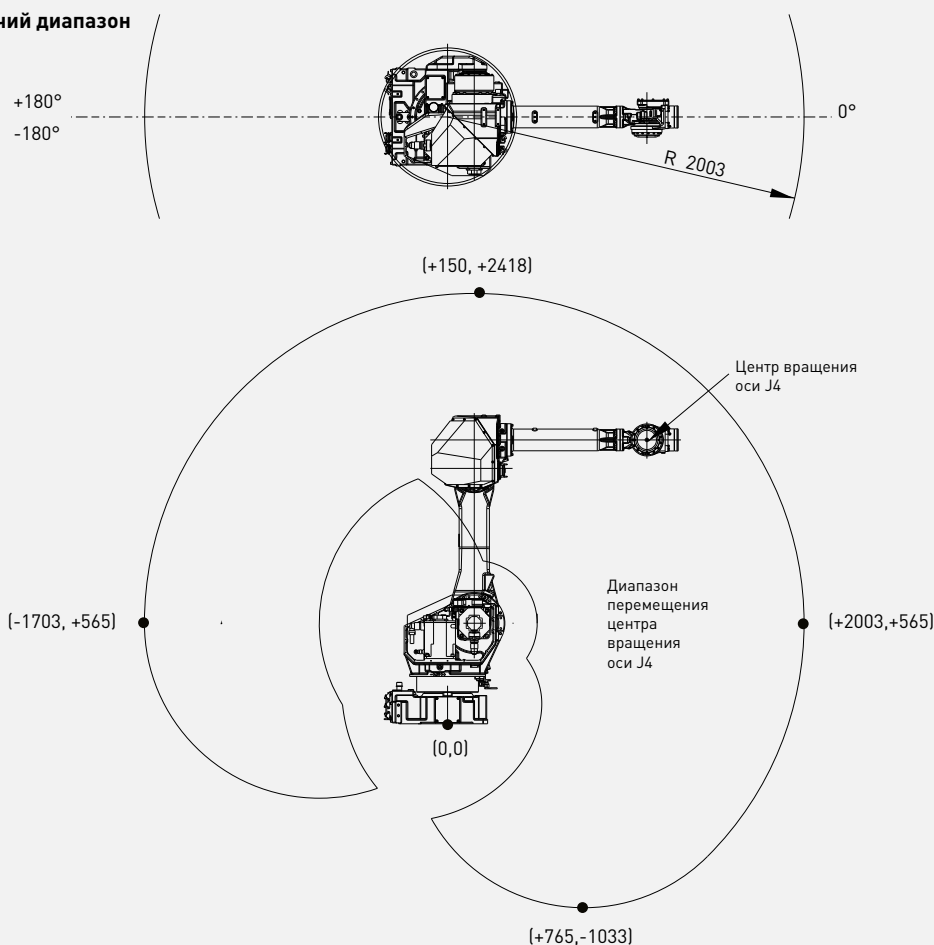 ний диапазон
+180°
-180°
0°
R 2003
(+150, +2418)
Центр вращения
оси J4
(-1703, +565)
Диапазон
перемещения
центра
вращения
оси J4
(+2003,+565)
(0,0)
(+765,-1033)